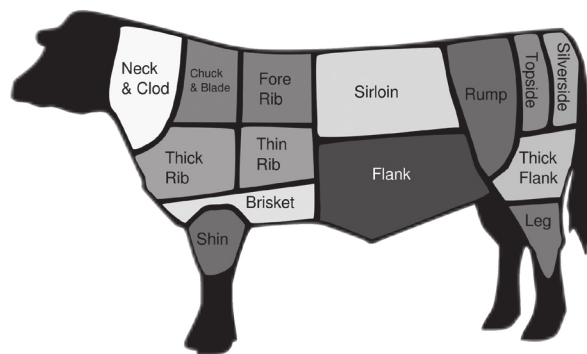 Neck
& Clod
Chuck
& Blade
Fore
Rib
Sirloin
Rump
Topside
Silverside
Thick
Rib
Thin
Rib
Flank
Thick
Flank
Brisket
Shin
Leg